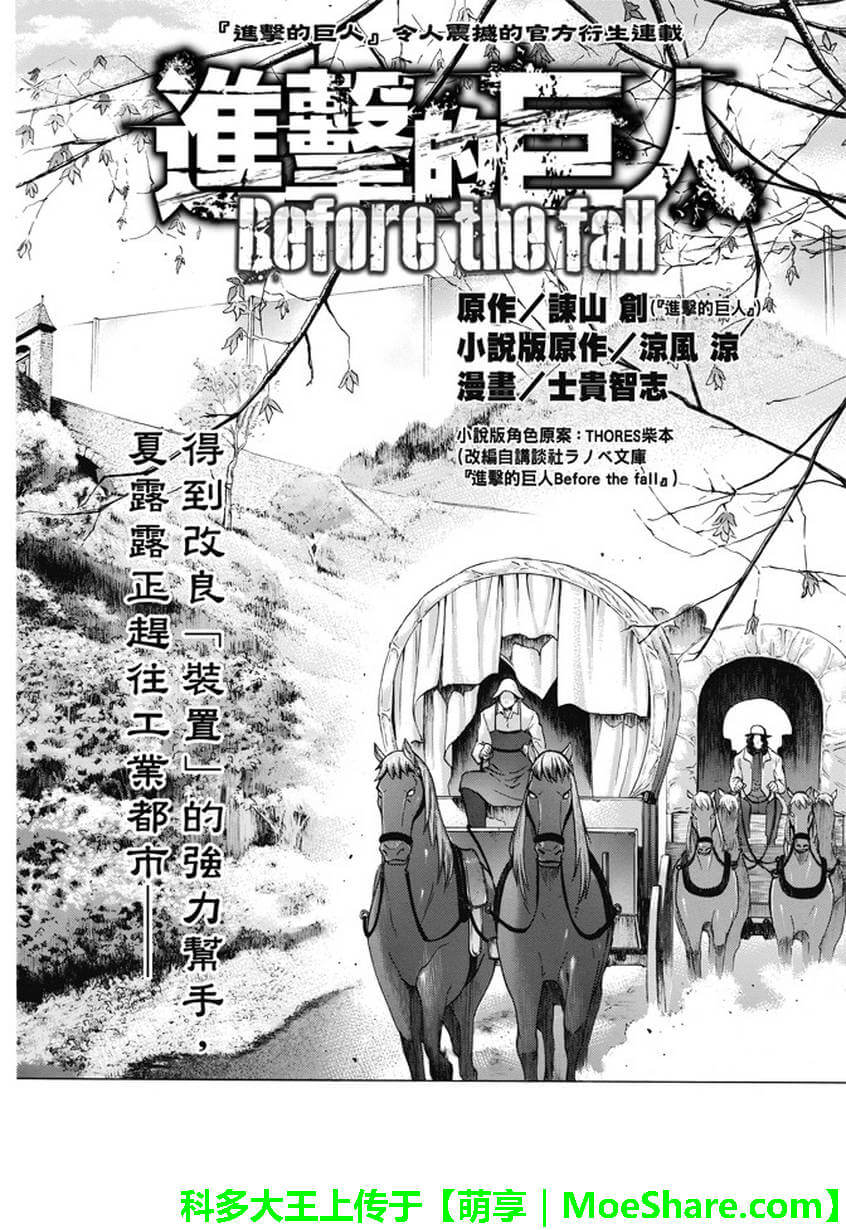 『進擊的巨人』令人震撼的官方衍生連載
進擊的巨人
Before the fall
原作／諫山 創(『進擊的巨人』)
小說版原作／涼風 涼
漫畫／士貴智志
小說版角色原案：THORES柴本
(改編自講談社ラノベ文庫
『進擊的巨人Before the fall』)
得到改良「裝置」的強力幫手，
夏露露正趕往工業都市——
科多大王上传于【萌享｜MoeShare.com】